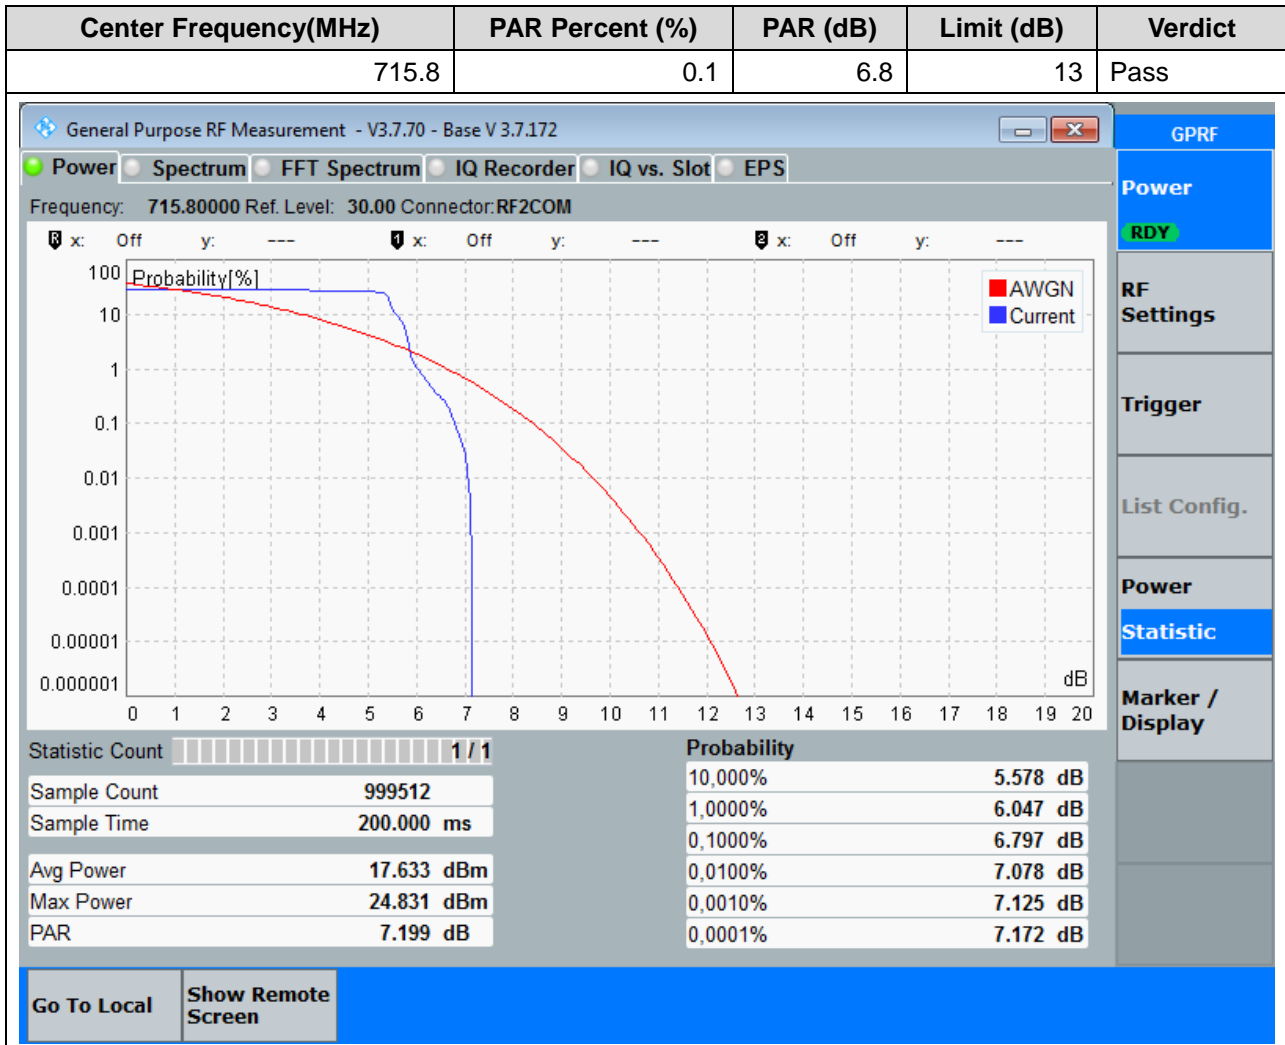 Center Frequency(MHz) PAR Percent (%) PAR (dB) Limit (dB) Verdict
715.8 0.1 6.8 13 Pass
General Purpose RF Measurement - V3.7.70 - Base V 3.7.172
GPRF
Power Spectrum FFT Spectrum IQ Recorder IQ vs. Slot EPS
Frequency: 715.80000 Ref. Level: 30.00 Connector:RF2COM
R x: Off y: --- 1 x: Off y: --- 2 x: Off y: ---
Probability[%]
AWGN
Current
100
10
1
0.1
0.01
0.001
0.0001
0.00001
0.000001
dB
0 1 2 3 4 5 6 7 8 9 10 11 12 13 14 15 16 17 18 19 20
Statistic Count 1 / 1
Sample Count 999512
Sample Time 200.000 ms
Avg Power 17.633 dBm
Max Power 24.831 dBm
PAR 7.199 dB
Probability
10,000% 5.578 dB
1,0000% 6.047 dB
0,1000% 6.797 dB
0,0100% 7.078 dB
0,0010% 7.125 dB
0,0001% 7.172 dB
Power
RDY
RF
Settings
Trigger
List Config.
Power
Statistic
Marker /
Display
Go To Local
Show Remote
Screen